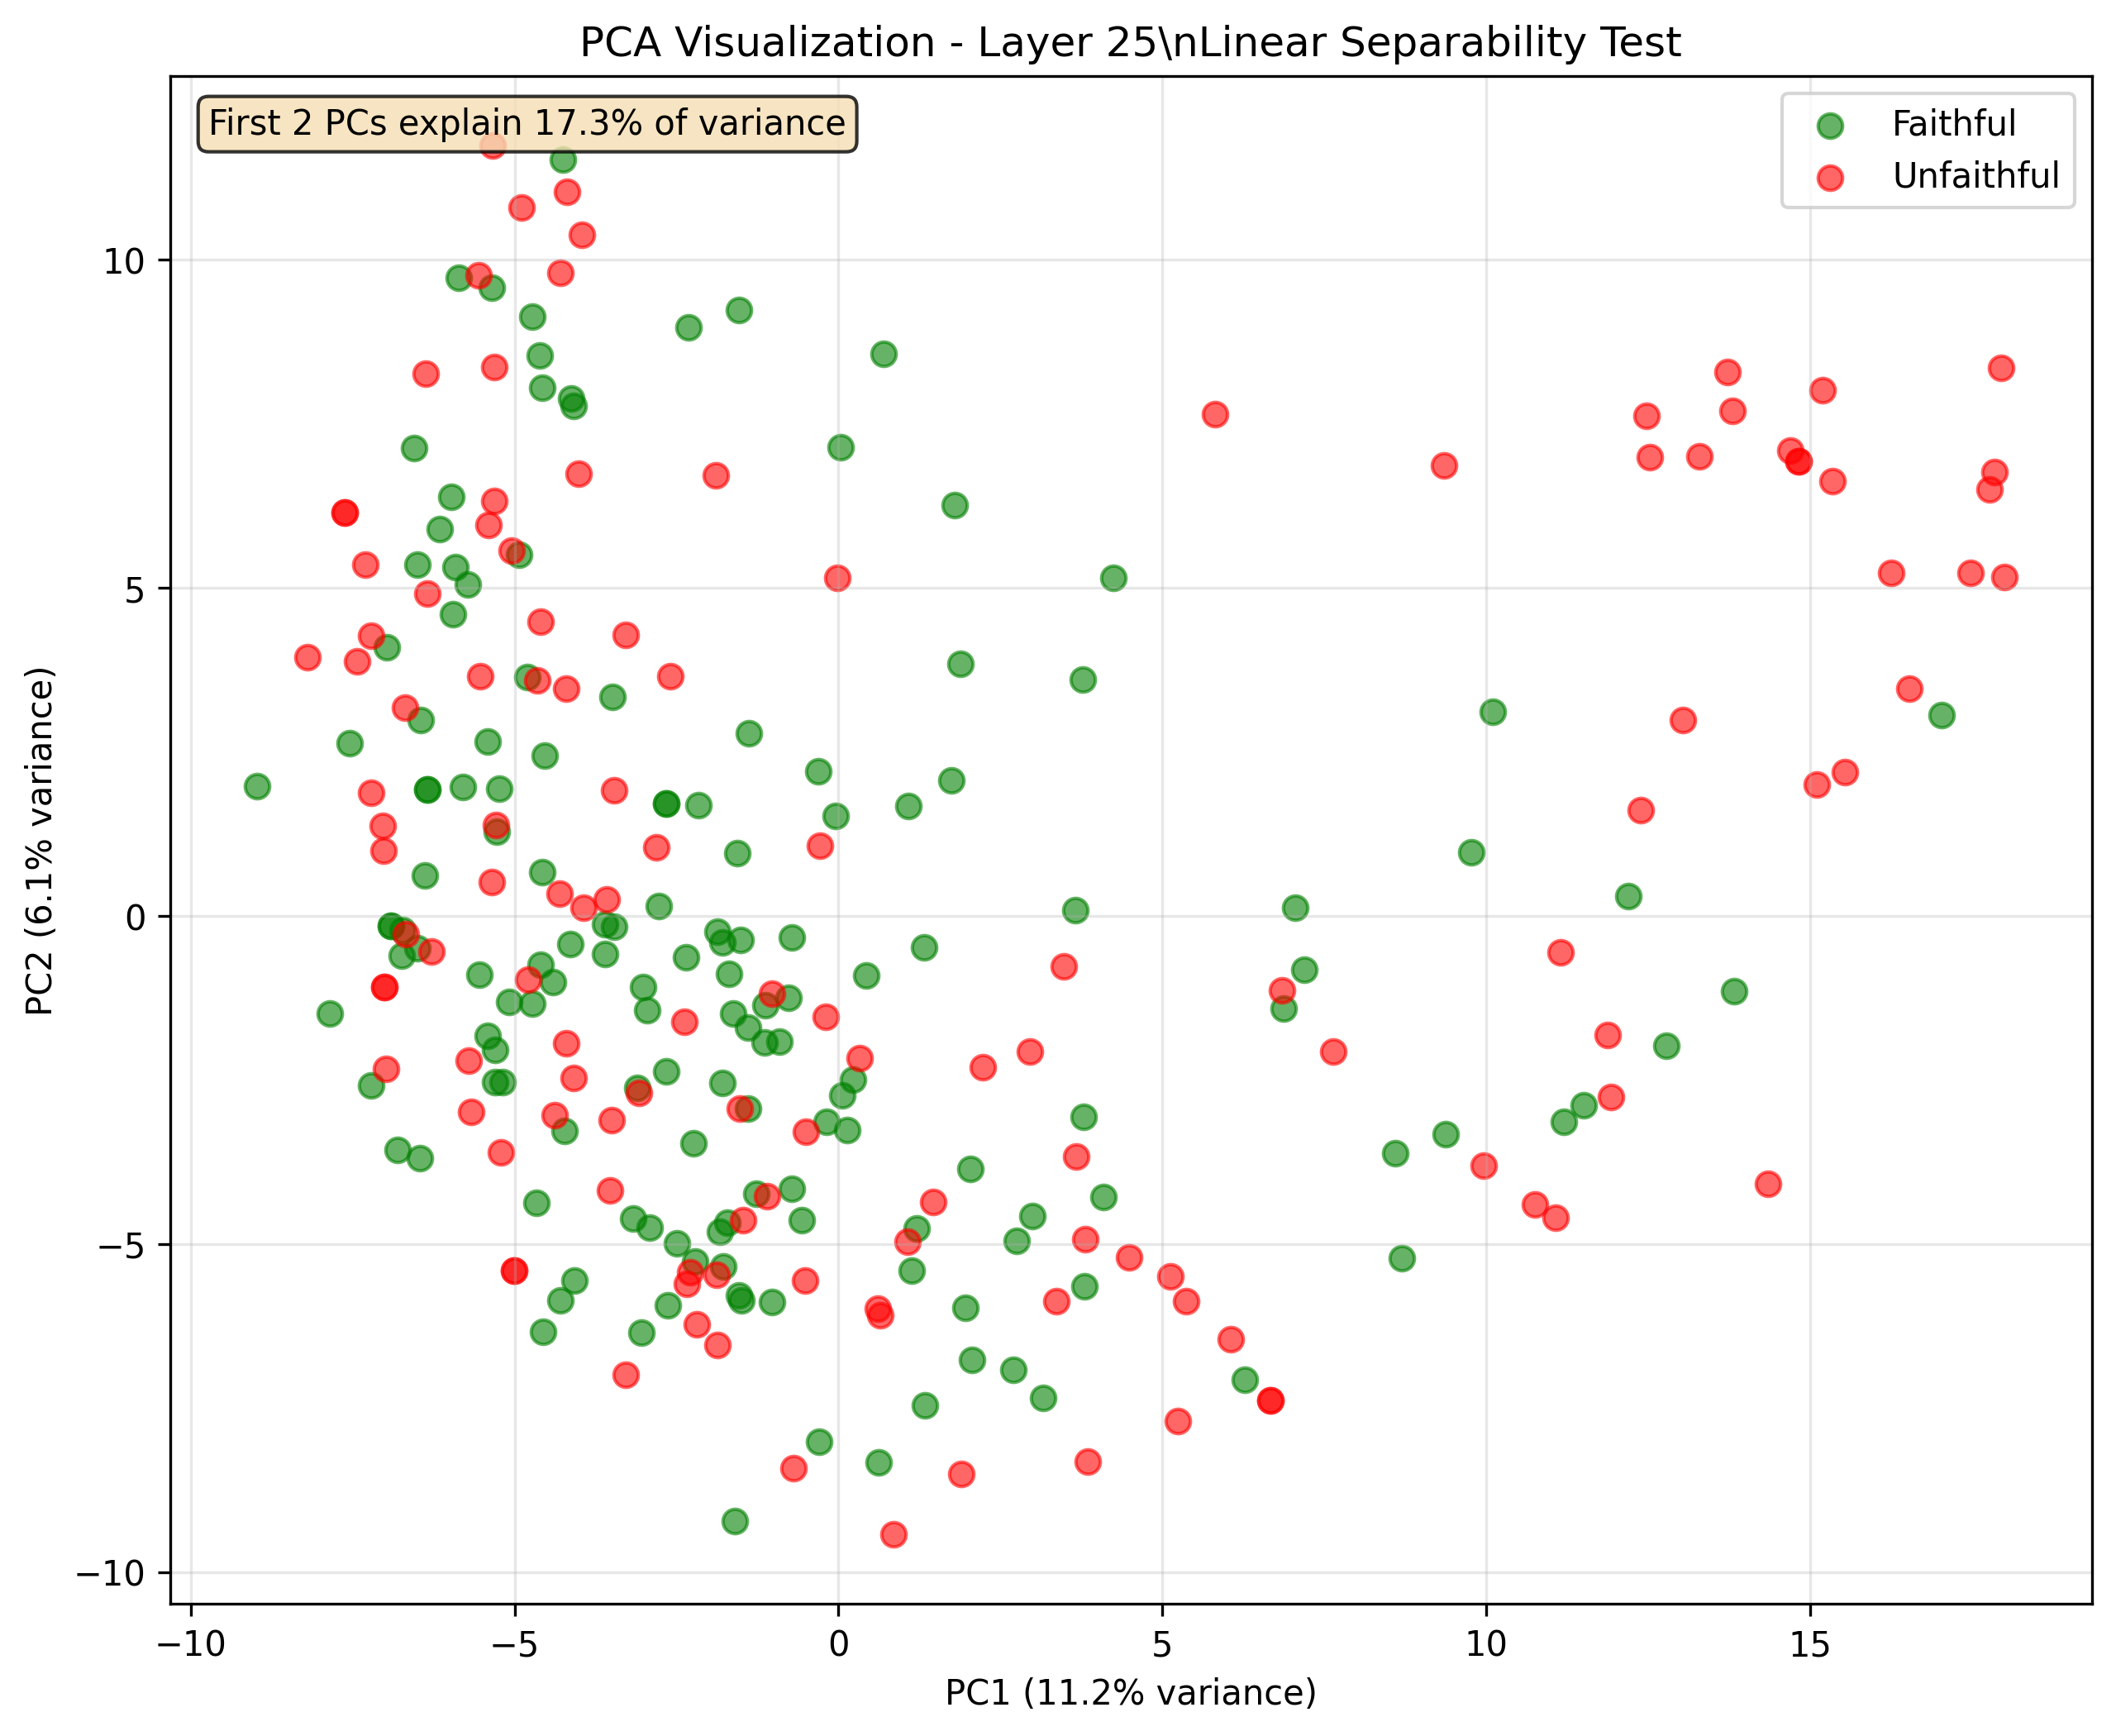 PCA Visualization - Layer 25\nLinear Separability Test
First 2 PCs explain 17.3% of variance
Faithful
Unfaithful
10
5
0
−5
−10
PC2 (6.1% variance)
−10
−5
0
5
10
15
PC1 (11.2% variance)